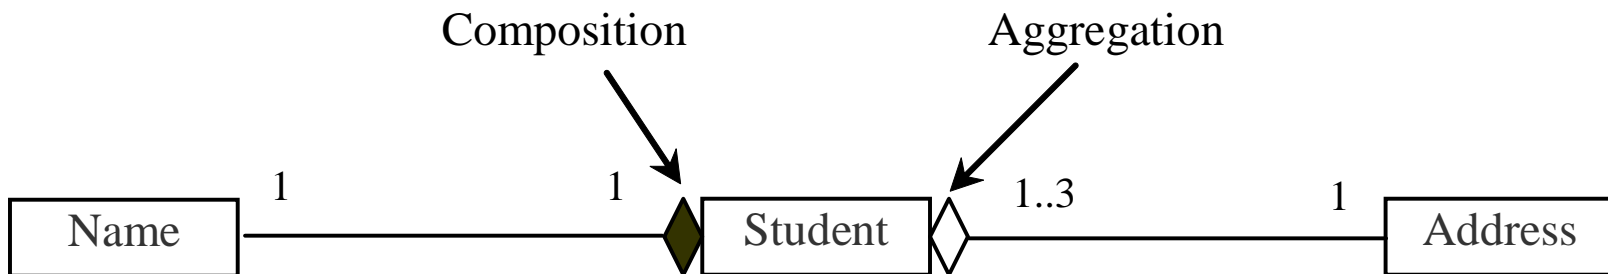 Composition
Aggregation
1
1
1..3
1
Name
Student
Address